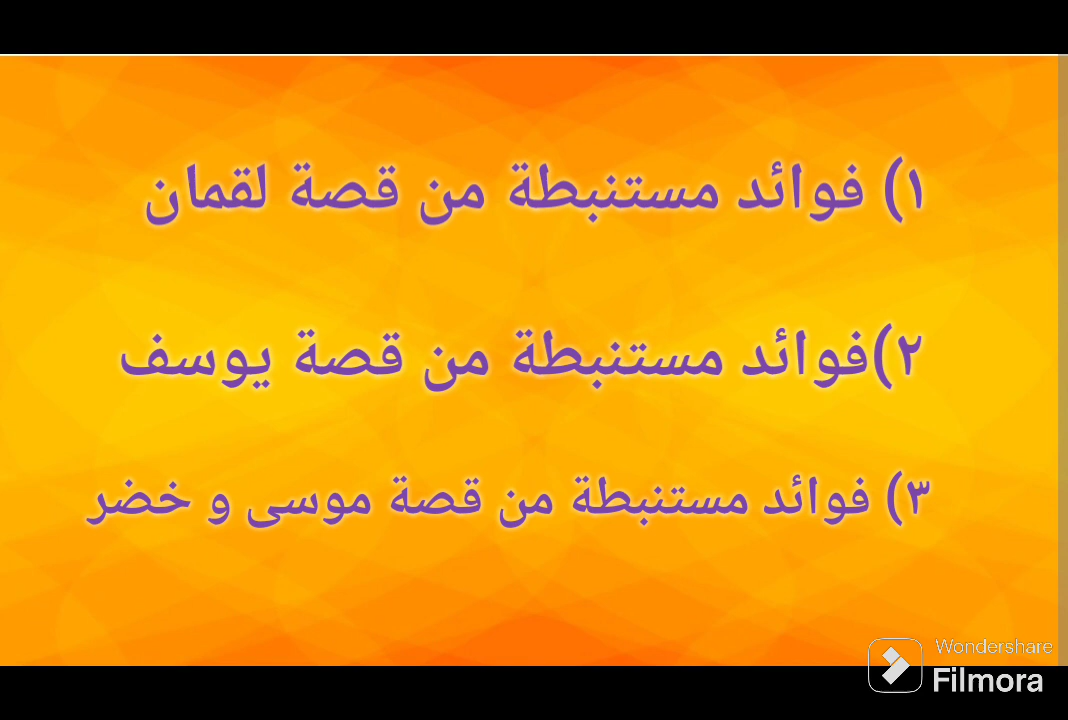 ١) فوائد مستنبطة من قصة لقمان
٢)فوائد مستنبطة من قصة يوسف
٣) فوائد مستنبطة من قصة موسى و خضر
Wondershare
Filmora